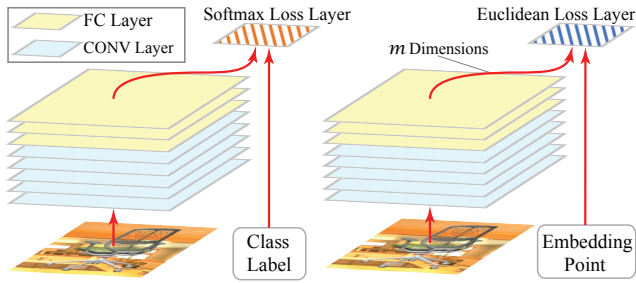 FC Layer
CONV Layer
Softmax Loss Layer
Class
Label
Euclidean Loss Layer
m Dimensions
Embedding
Point